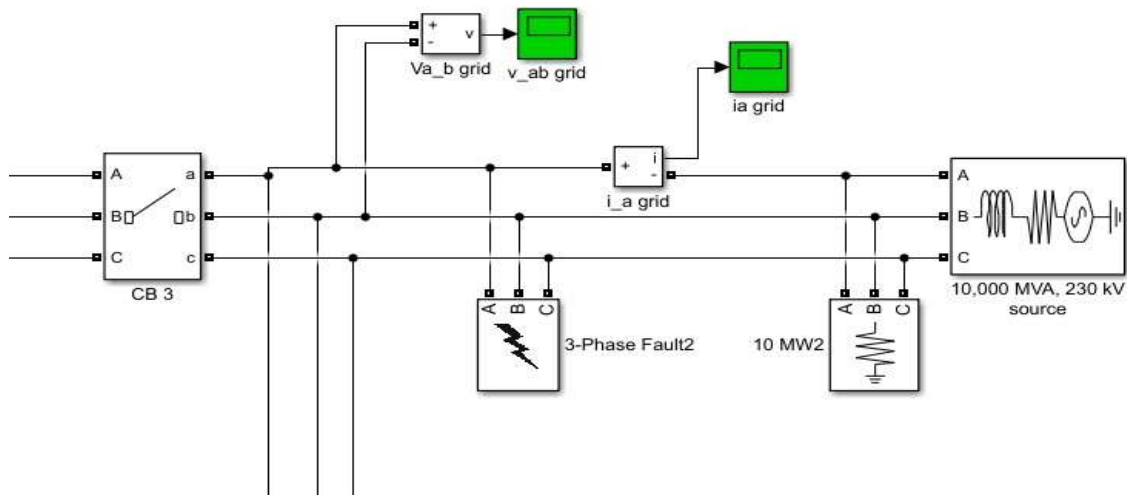 +
-
v
Va_b grid
v_ab grid
ia grid
A
B
C
a
b
c
CB 3
+
i
-
i_a grid
A
B
C
10,000 MVA, 230 kV
source
A
B
C
3-Phase Fault2
10 MW2
A
B
C